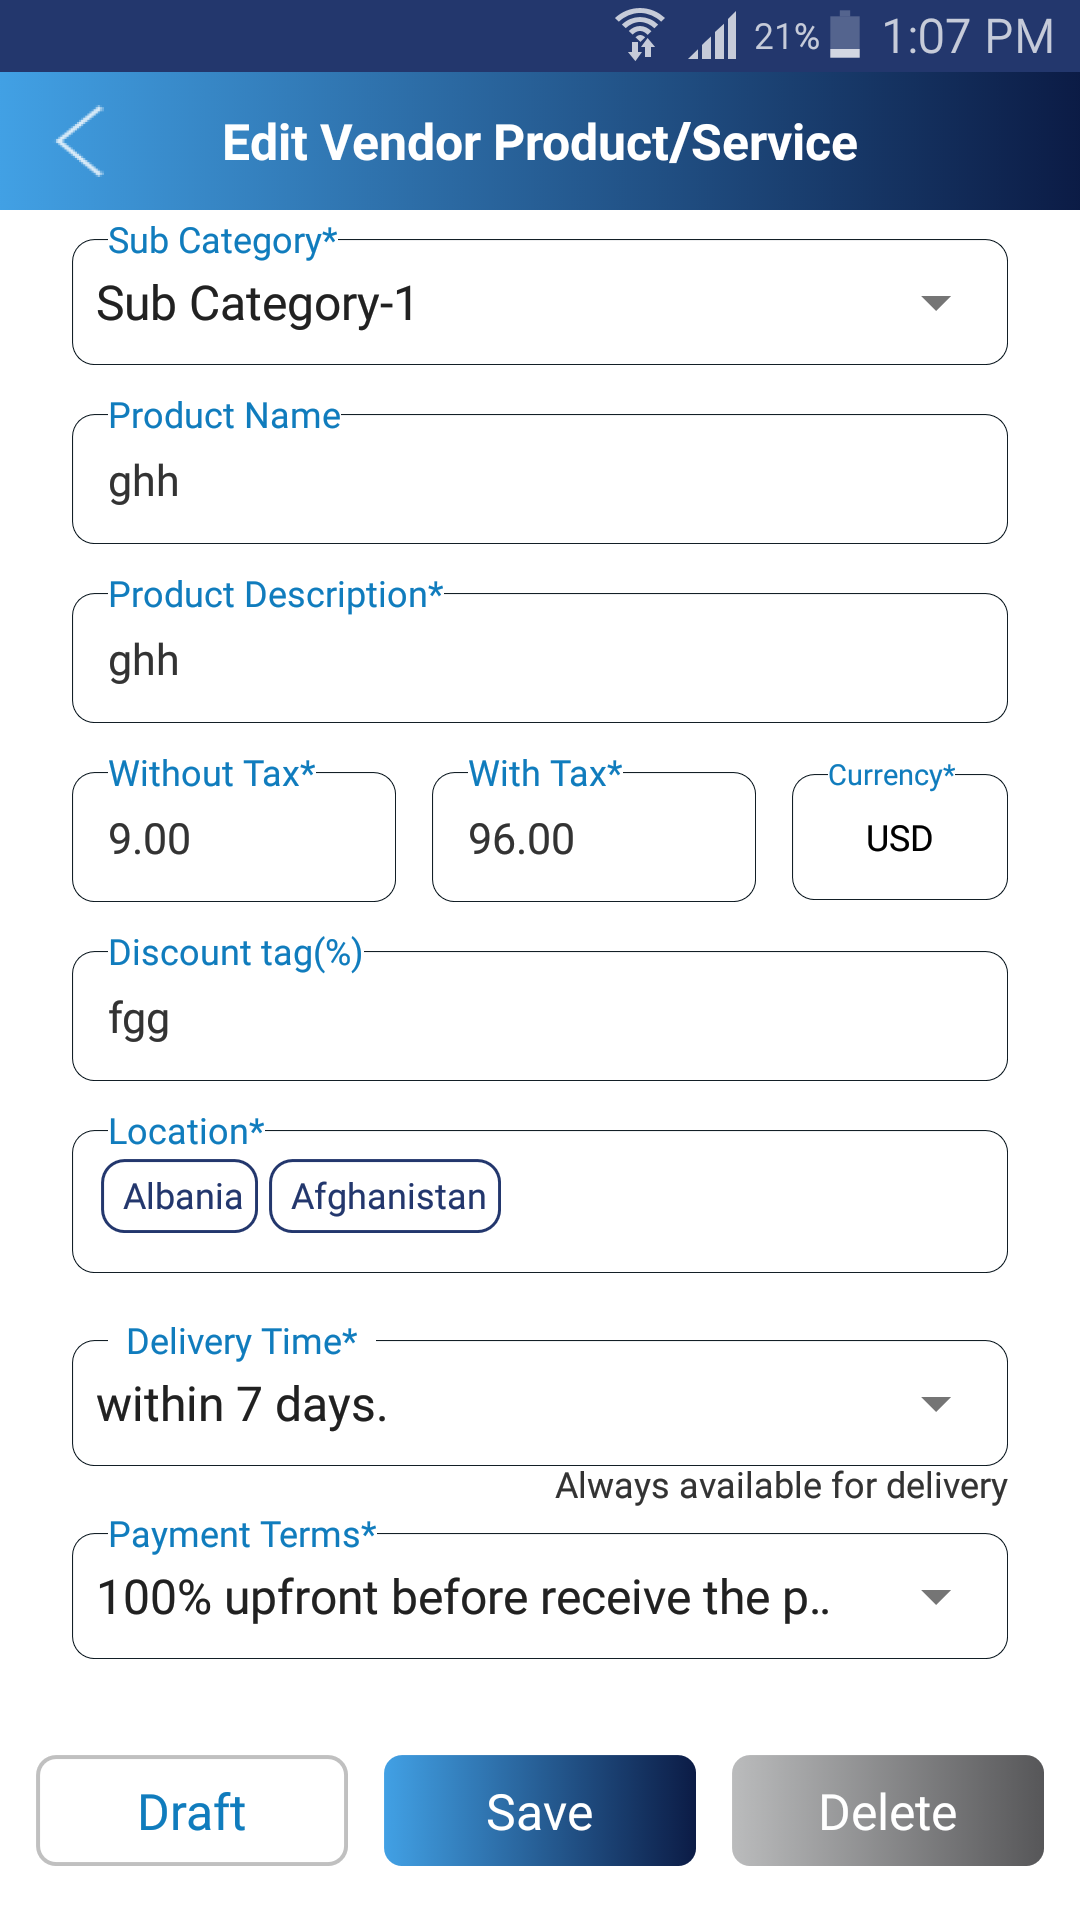 21% 1:07 PM
Edit Vendor Product/Service
Sub Category*
Sub Category-1
Product Name
ghh
Product Description*
ghh
Without Tax* With Tax* Currency*
9.00 96.00 USD
Discount tag(%)
fgg
Location*
Albania Afghanistan
Delivery Time*
within 7 days.
Always available for delivery
Payment Terms*
100% upfront before receive the p..
Draft Save Delete